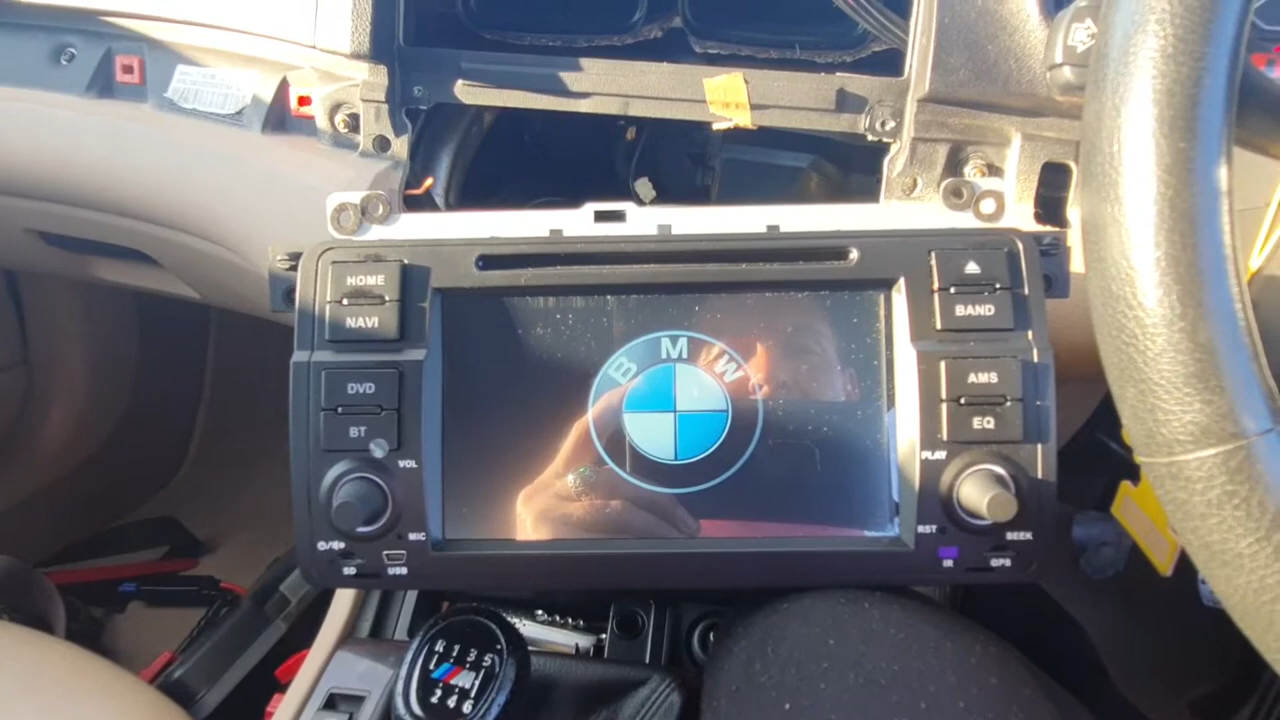 HOME
NAVI
DVD
BT
VOL
MIC
SD
USB
BMW
BAND
AMS
EQ
PLAY
RST
SEEK
IR
GPS
R 1 3 5
M
2 4 6